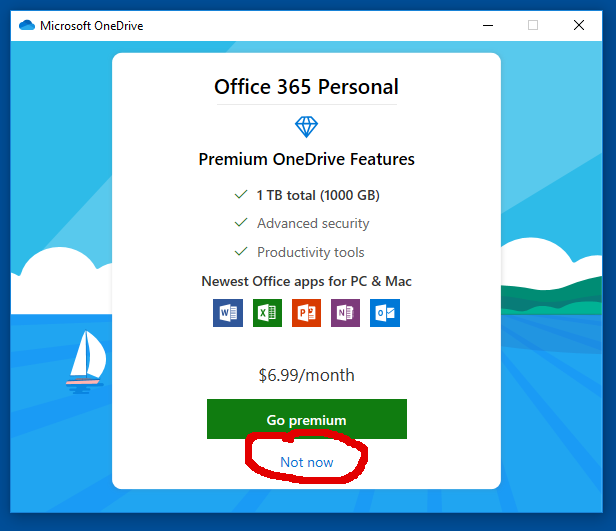 Microsoft OneDrive
Office 365 Personal
Premium OneDrive Features
1 TB total (1000 GB)
Advanced security
Productivity tools
Newest Office apps for PC & Mac
W X P N O
$6.99/month
Go premium
Not now